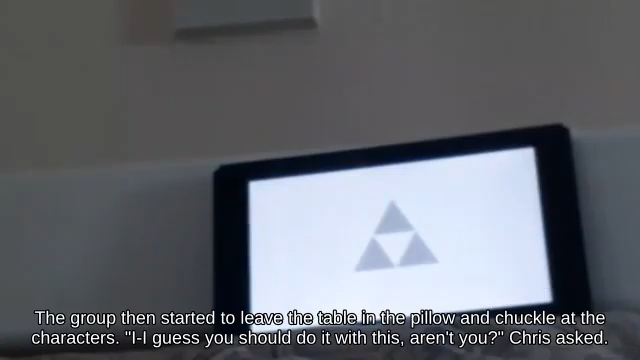 The group then started to leave the table in the pillow and chuckle at the
characters. "I-I guess you should do it with this, aren't you?" Chris asked.